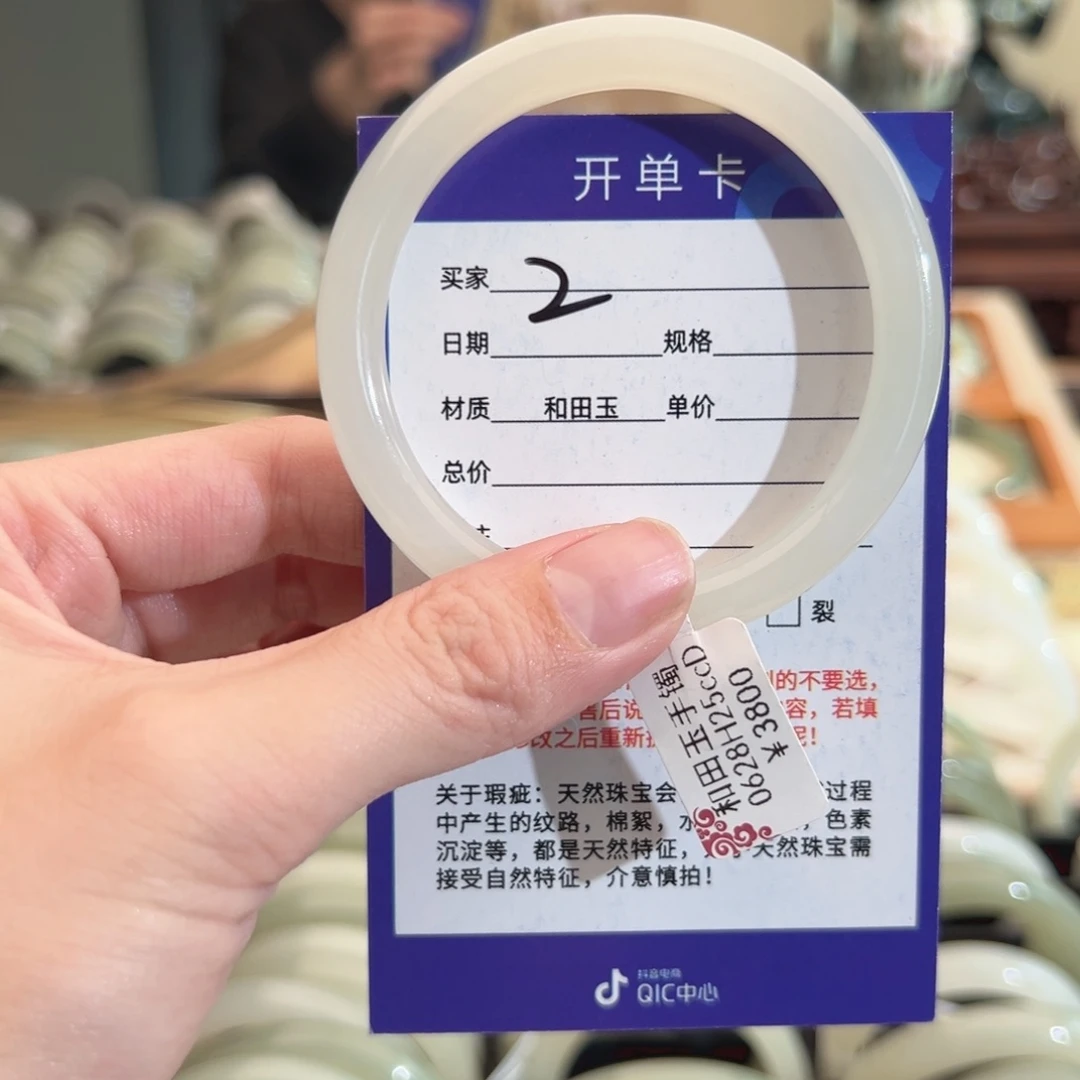 开单卡
买家 2
日期 规格
材质 和田玉 单价
总价
裂
的不要选，
售后说 容，若填
改之后重新 呢！
关于瑕疵：天然珠宝会 过程
中产生的纹路，棉絮，水 色素
沉淀等，都是天然特征， 天然珠宝需
接受自然特征，介意慎拍！
和田玉手镯
0628H25ccD
¥3800
抖音电商
QIC中心